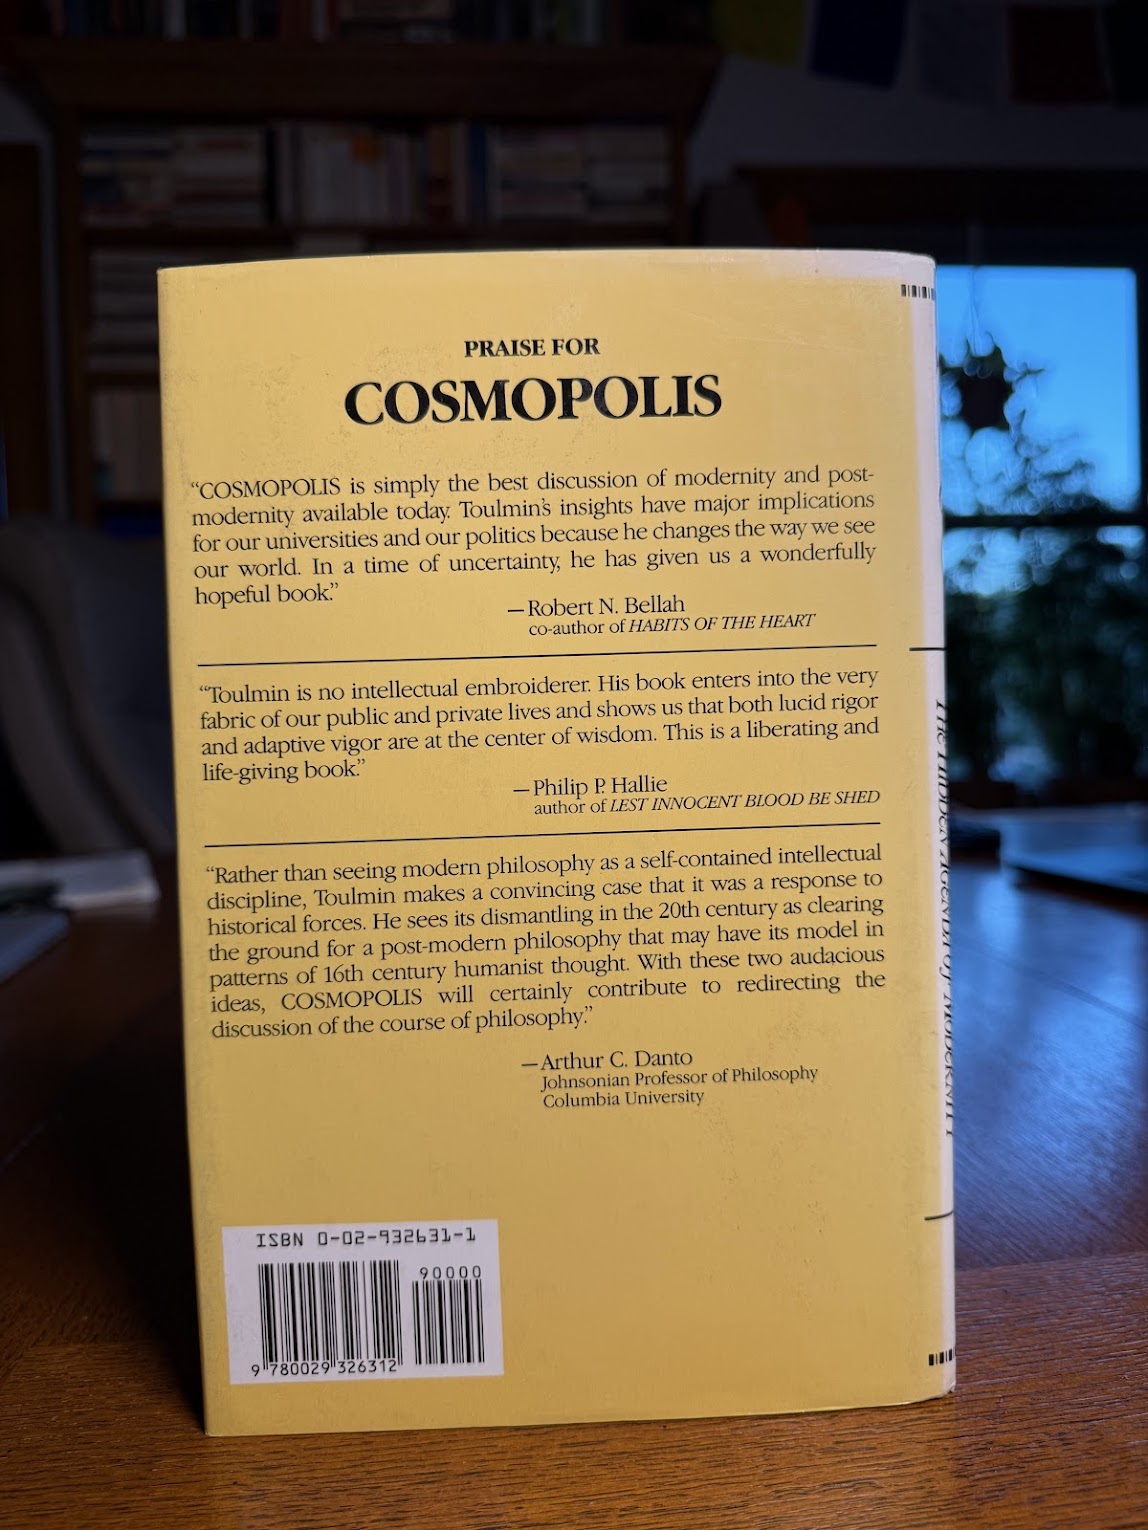 PRAISE FOR
COSMOPOLIS
“COSMOPOLIS is simply the best discussion of modernity and post-
modernity available today. Toulmin’s insights have major implications
for our universities and our politics because he changes the way we see
our world. In a time of uncertainty, he has given us a wonderfully
hopeful book.”
—Robert N. Bellah
co-author of HABITS OF THE HEART
“Toulmin is no intellectual embroiderer. His book enters into the very
fabric of our public and private lives and shows us that both lucid rigor
and adaptive vigor are at the center of wisdom. This is a liberating and
life-giving book.”
—Philip P. Hallie
author of LEST INNOCENT BLOOD BE SHED
“Rather than seeing modern philosophy as a self-contained intellectual
discipline, Toulmin makes a convincing case that it was a response to
historical forces. He sees its dismantling in the 20th century as clearing
the ground for a post-modern philosophy that may have its model in
patterns of 16th century humanist thought. With these two audacious
ideas, COSMOPOLIS will certainly contribute to redirecting the
discussion of the course of philosophy.”
—Arthur C. Danto
Johnsonian Professor of Philosophy
Columbia University
ISBN 0-02-932631-1
90000
9 780029 326312
The Hidden Agenda of Modernity